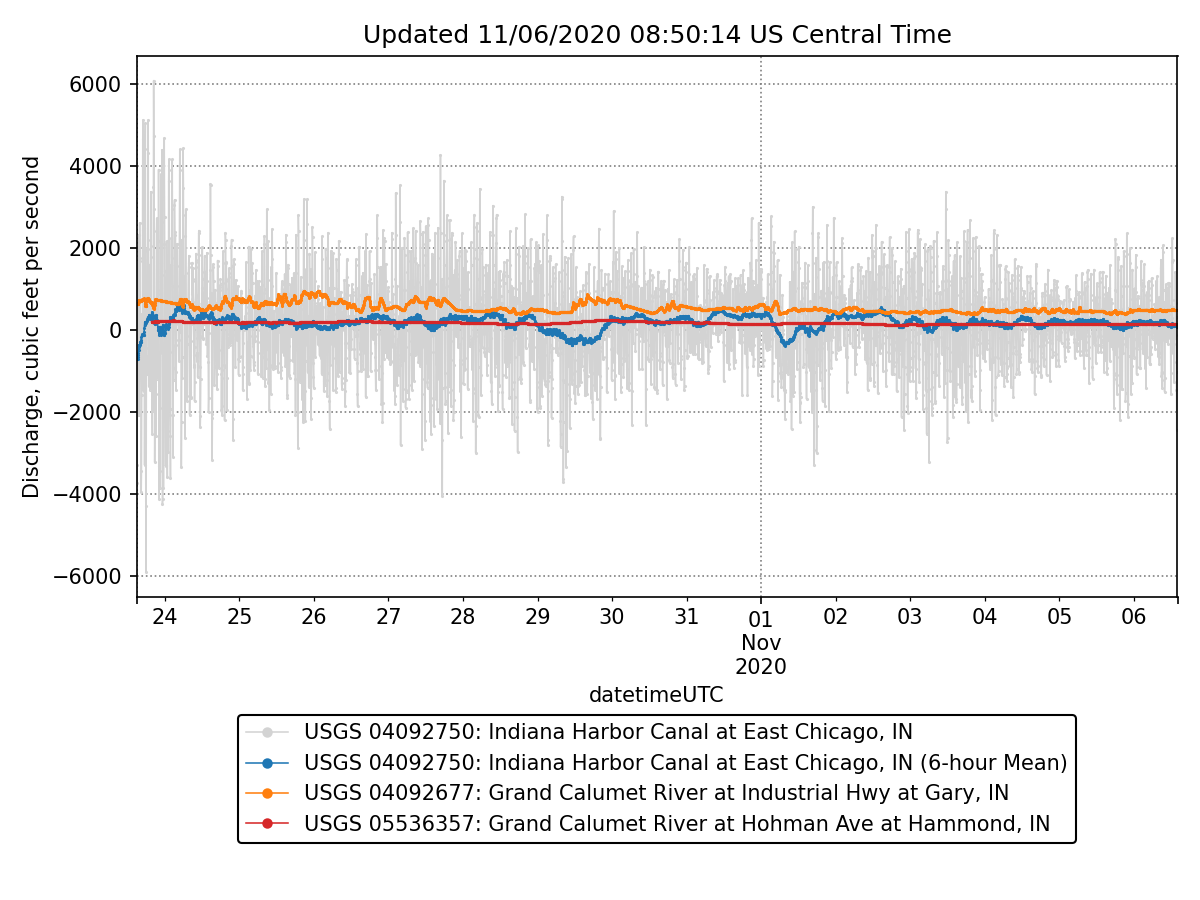 Updated 11/06/2020 08:50:14 US Central Time
Discharge, cubic feet per second
6000
4000
2000
0
−2000
−4000
−6000
24 25 26 27 28 29 30 31 01 02 03 04 05 06
Nov
2020
datetimeUTC
USGS 04092750: Indiana Harbor Canal at East Chicago, IN
USGS 04092750: Indiana Harbor Canal at East Chicago, IN (6-hour Mean)
USGS 04092677: Grand Calumet River at Industrial Hwy at Gary, IN
USGS 05536357: Grand Calumet River at Hohman Ave at Hammond, IN